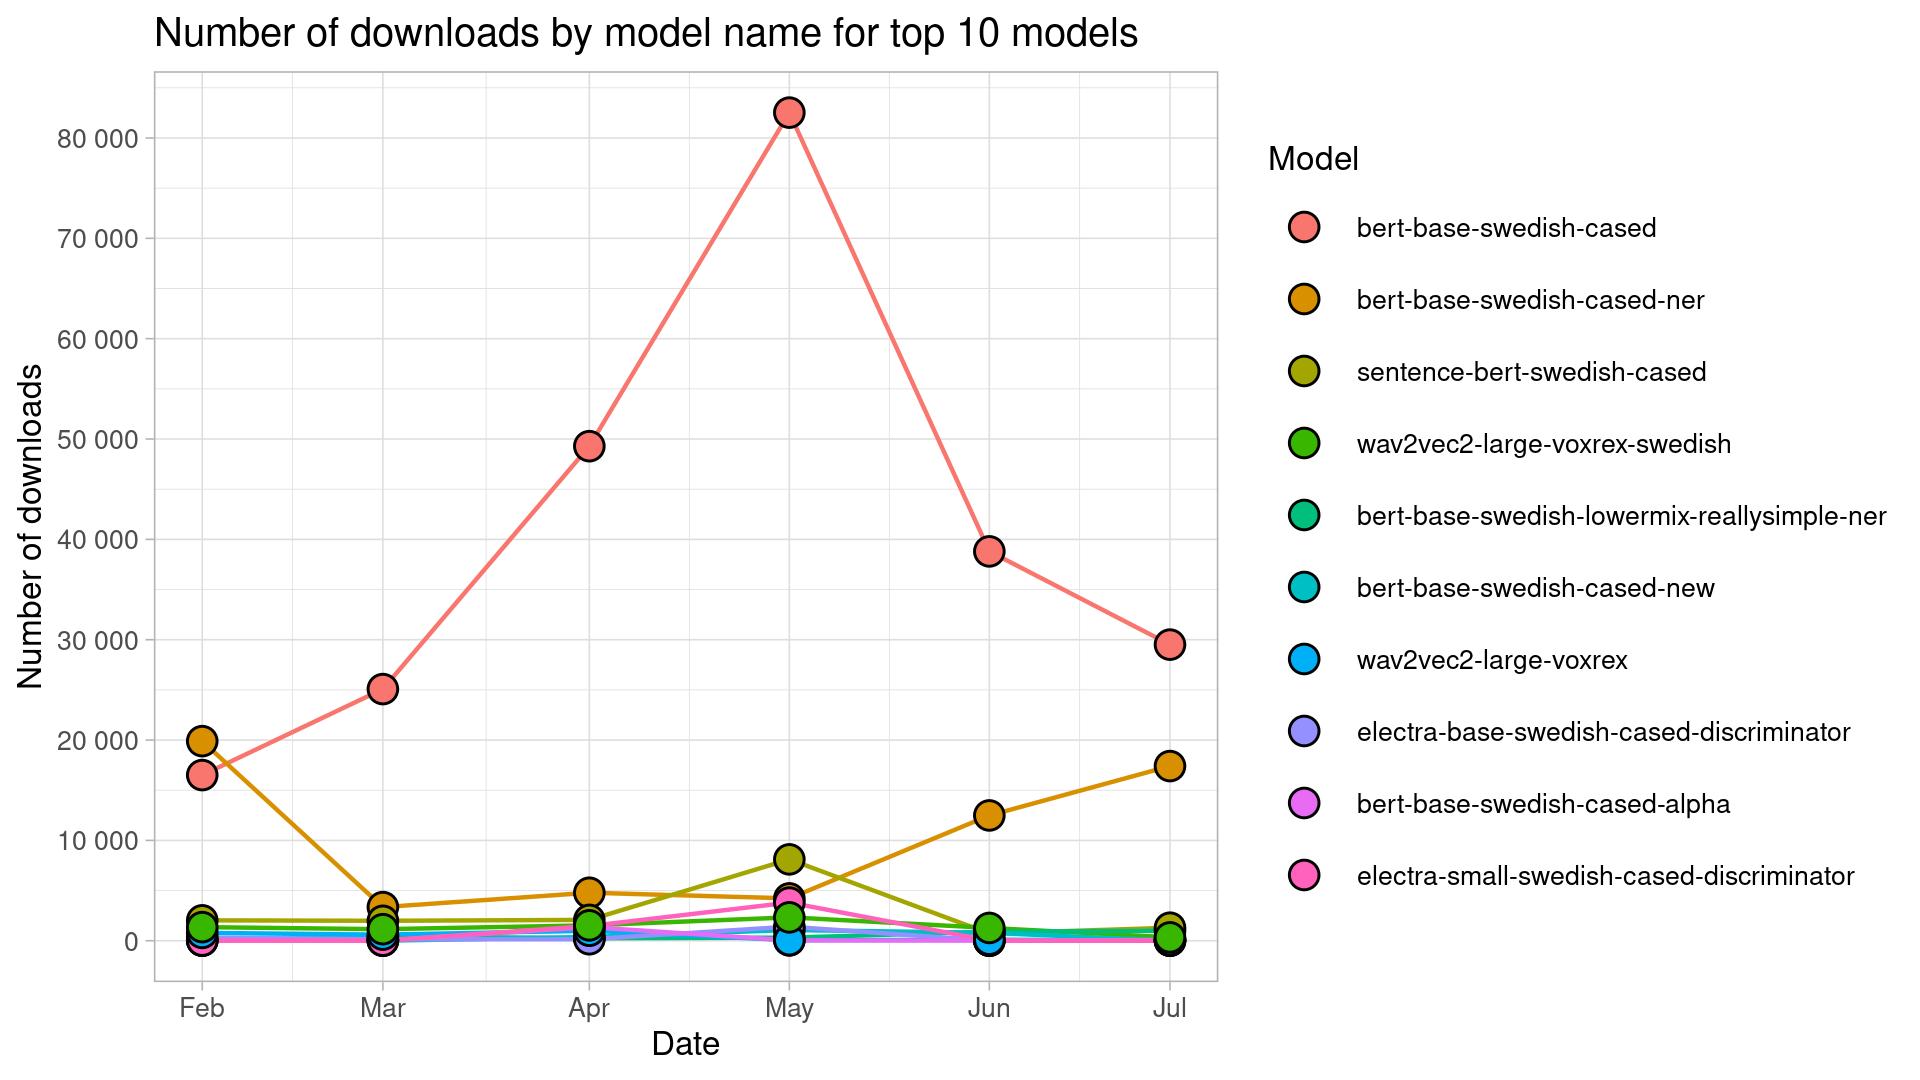 Number of downloads by model name for top 10 models
Number of downloads
80 000
70 000
60 000
50 000
40 000
30 000
20 000
10 000
0
Feb
Mar
Apr
May
Jun
Jul
Date
Model
bert-base-swedish-cased
bert-base-swedish-cased-ner
sentence-bert-swedish-cased
wav2vec2-large-voxrex-swedish
bert-base-swedish-lowermix-reallysimple-ner
bert-base-swedish-cased-new
wav2vec2-large-voxrex
electra-base-swedish-cased-discriminator
bert-base-swedish-cased-alpha
electra-small-swedish-cased-discriminator